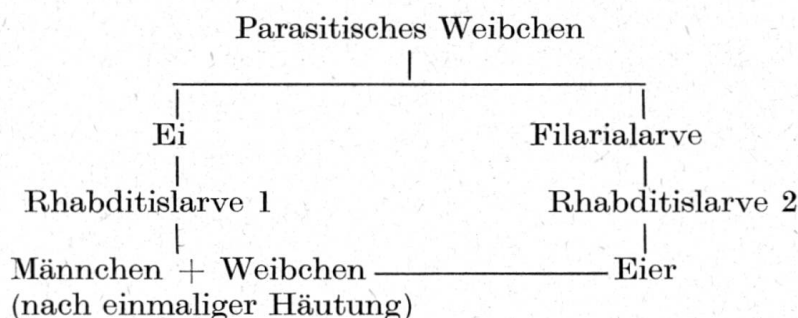 Parasitisches Weibchen
Ei Filarialarve
Rhabditislarve 1 Rhabditislarve 2
Männchen + Weibchen Eier
(nach einmaliger Häutung)